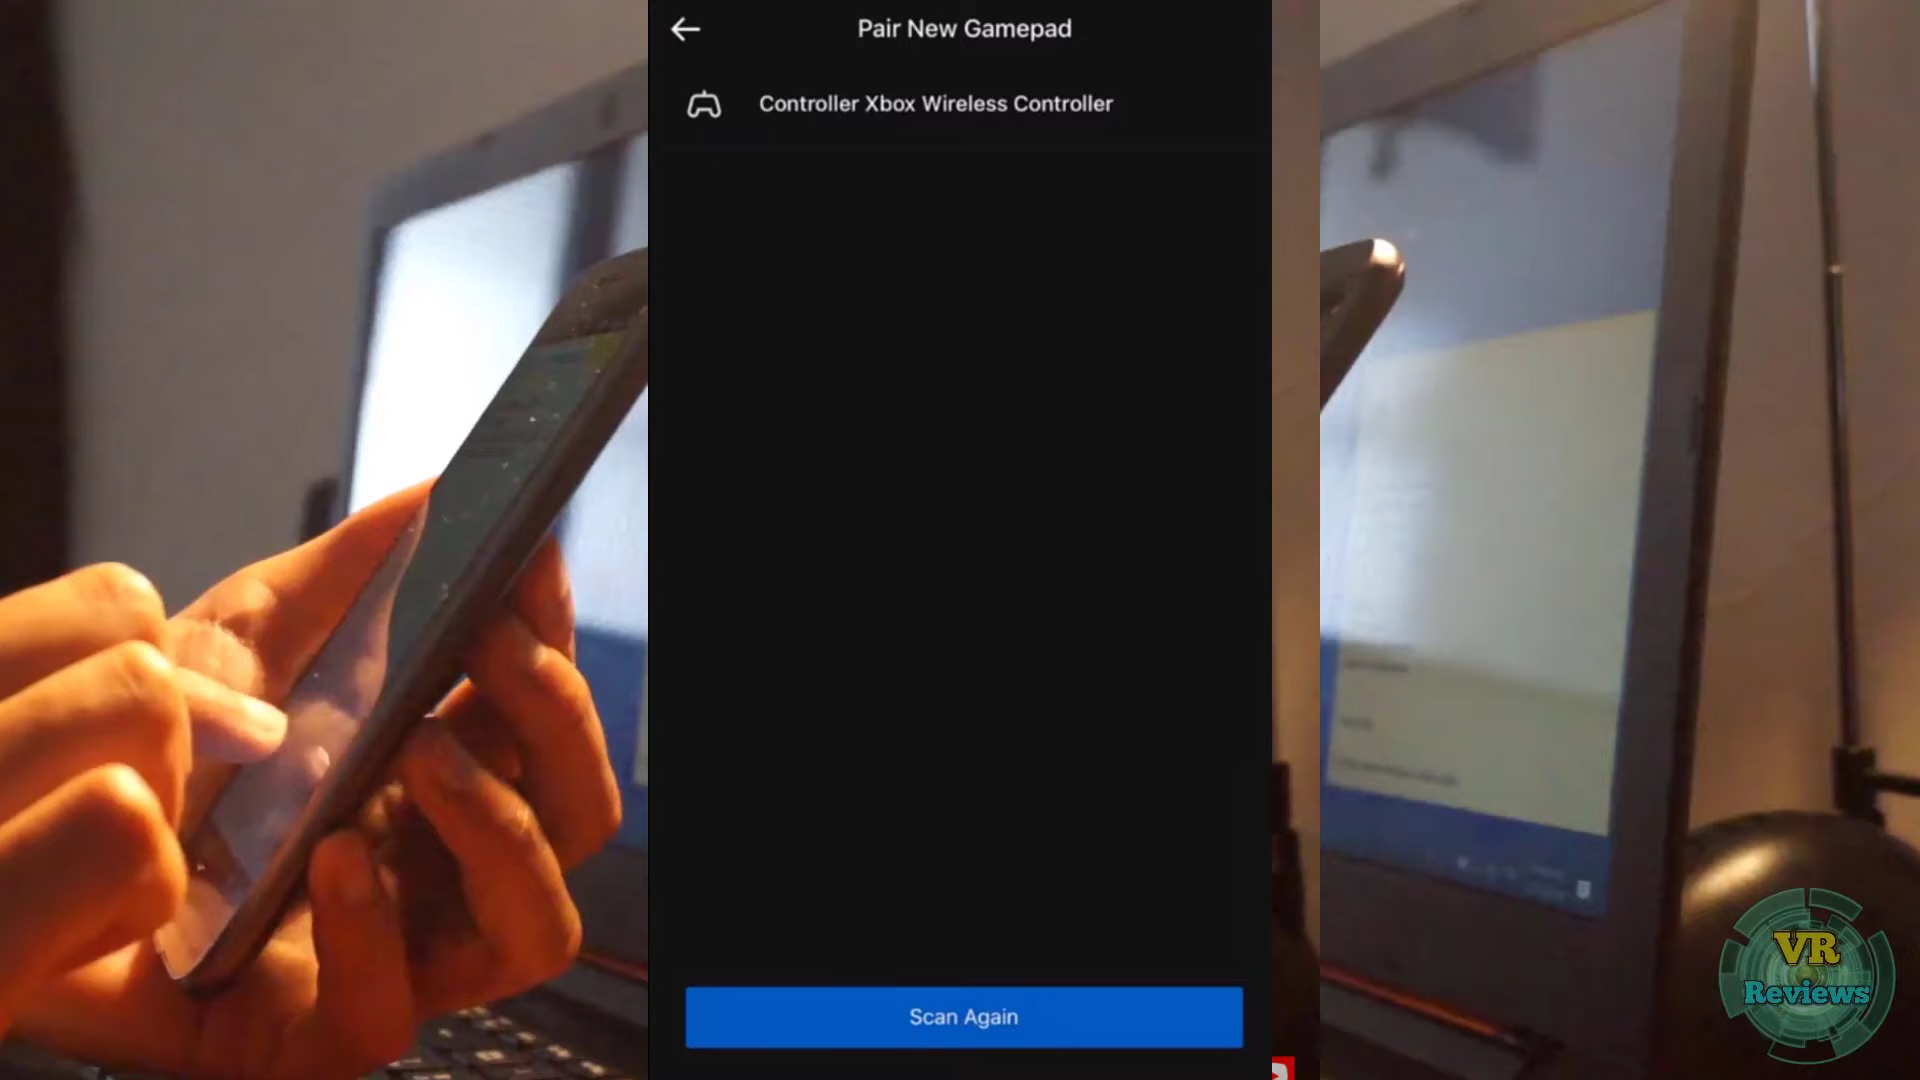 Pair New Gamepad
Controller Xbox Wireless Controller
Scan Again
VR
Reviews